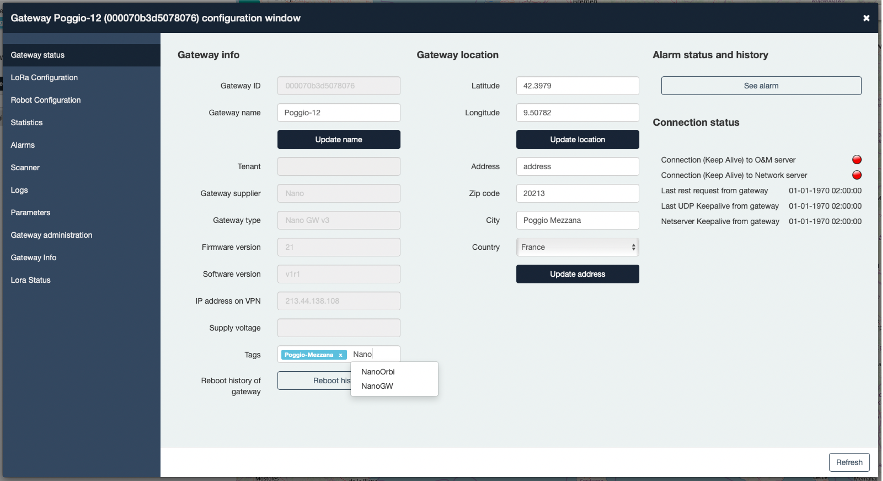 Gateway Poggio-12 (000070b3d5078076) configuration window ×
Gateway status
LoRa Configuration
Robot Configuration
Statistics
Alarms
Scanner
Logs
Parameters
Gateway administration
Gateway Info
Lora Status
Gateway info
Gateway ID 000070b3d5078076
Gateway name Poggio-12
Update name
Tenant
Gateway supplier Nano
Gateway type Nano GW v3
Firmware version 21
Software version v1r1
IP address on VPN 213.44.138.108
Supply voltage
Tags Poggio-Mezzana x Nano
NanoOrbi
NanoGW
Reboot history of
gateway
Reboot his
Gateway location
Latitude 42.3979
Longitude 9.50782
Update location
Address address
Zip code 20213
City Poggio Mezzana
Country France
Update address
Alarm status and history
See alarm
Connection status
Connection (Keep Alive) to O&M server
Connection (Keep Alive) to Network server
Last rest request from gateway 01-01-1970 02:00:00
Last UDP Keepalive from gateway 01-01-1970 02:00:00
Netserver Keepalive from gateway 01-01-1970 02:00:00
Refresh